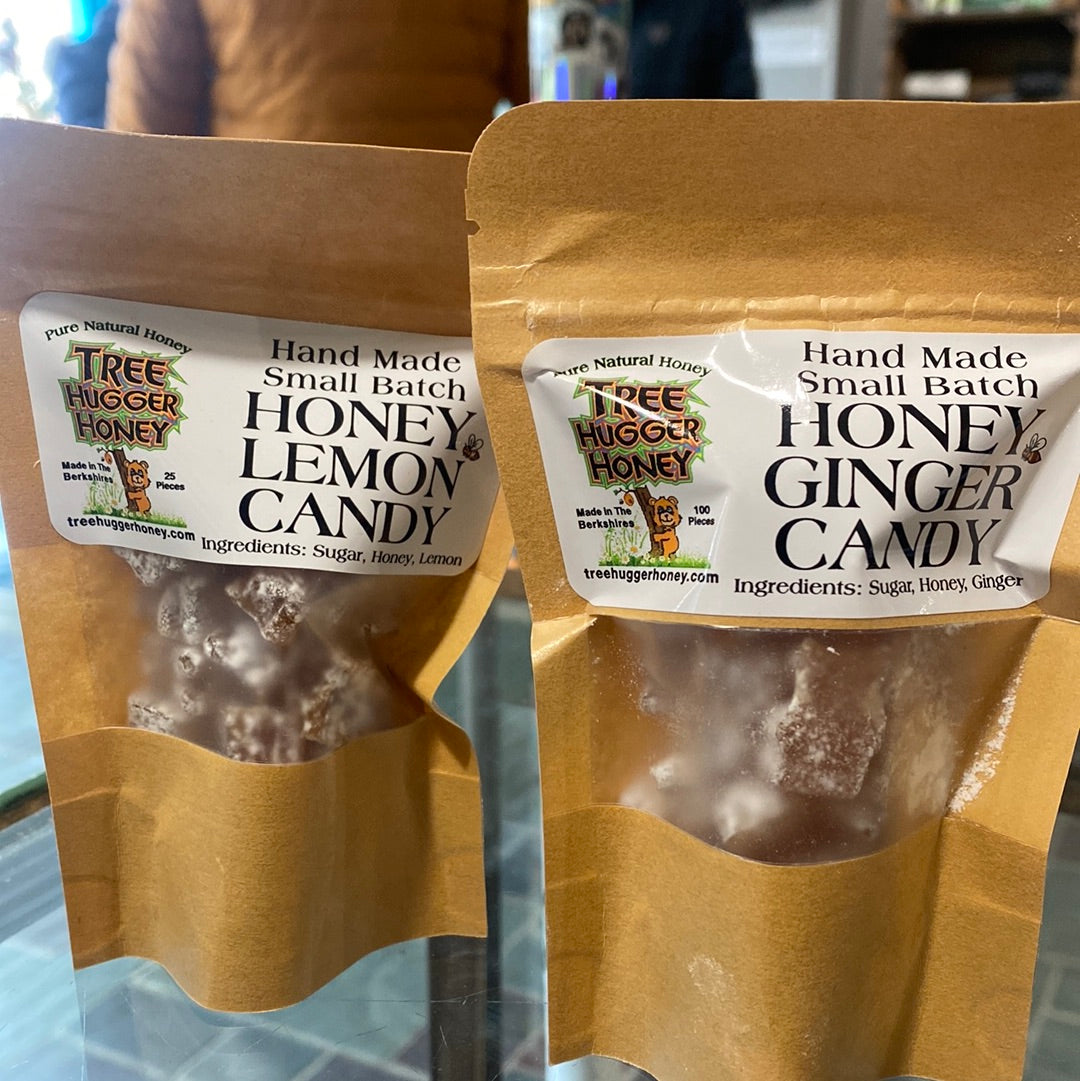 Pure Natural Honey
TREE
HUGGER
HONEY
Made in The
Berkshires
25
Pieces
treehuggerhoney.com
Hand Made
Small Batch
HONEY
LEMON
CANDY
Ingredients: Sugar, Honey, Lemon
Pure Natural Honey
TREE
HUGGER
HONEY
Made in The
Berkshires
100
Pieces
treehuggerhoney.com
Hand Made
Small Batch
HONEY
GINGER
CANDY
Ingredients: Sugar, Honey, Ginger